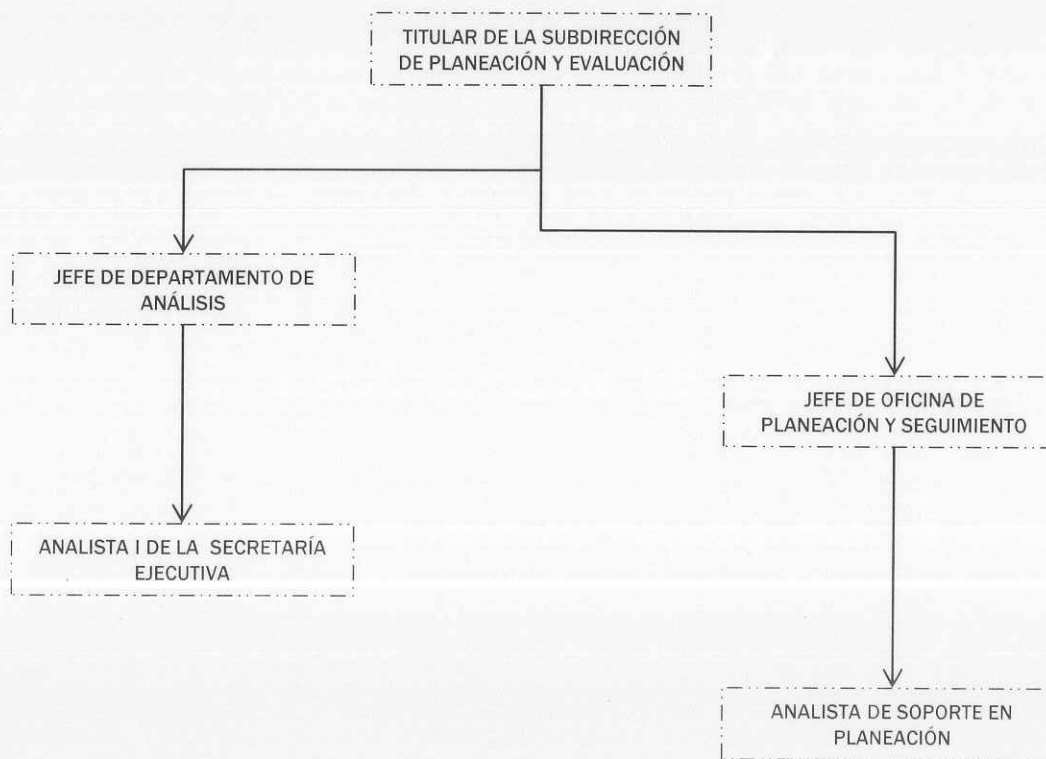 TITULAR DE LA SUBDIRECCIÓN
DE PLANEACIÓN Y EVALUACIÓN
JEFE DE DEPARTAMENTO DE
ANÁLISIS
JEFE DE OFICINA DE
PLANEACIÓN Y SEGUIMIENTO
ANALISTA I DE LA SECRETARÍA
EJECUTIVA
ANALISTA DE SOPORTE EN
PLANEACIÓN